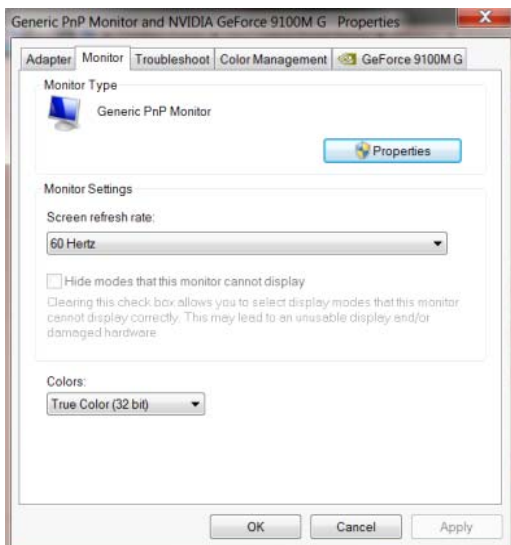 Generic PnP Monitor and NVIDIA GeForce 9100M G Properties
X
Adapter Monitor Troubleshoot Color Management GeForce 9100M G
Monitor Type
Generic PnP Monitor
Properties
Monitor Settings
Screen refresh rate:
60 Hertz
Hide modes that this monitor cannot display
Clearing this check box allows you to select display modes that this monitor
cannot display correctly. This may lead to an unusable display and/or
damaged hardware
Colors:
True Color (32 bit)
OK Cancel Apply